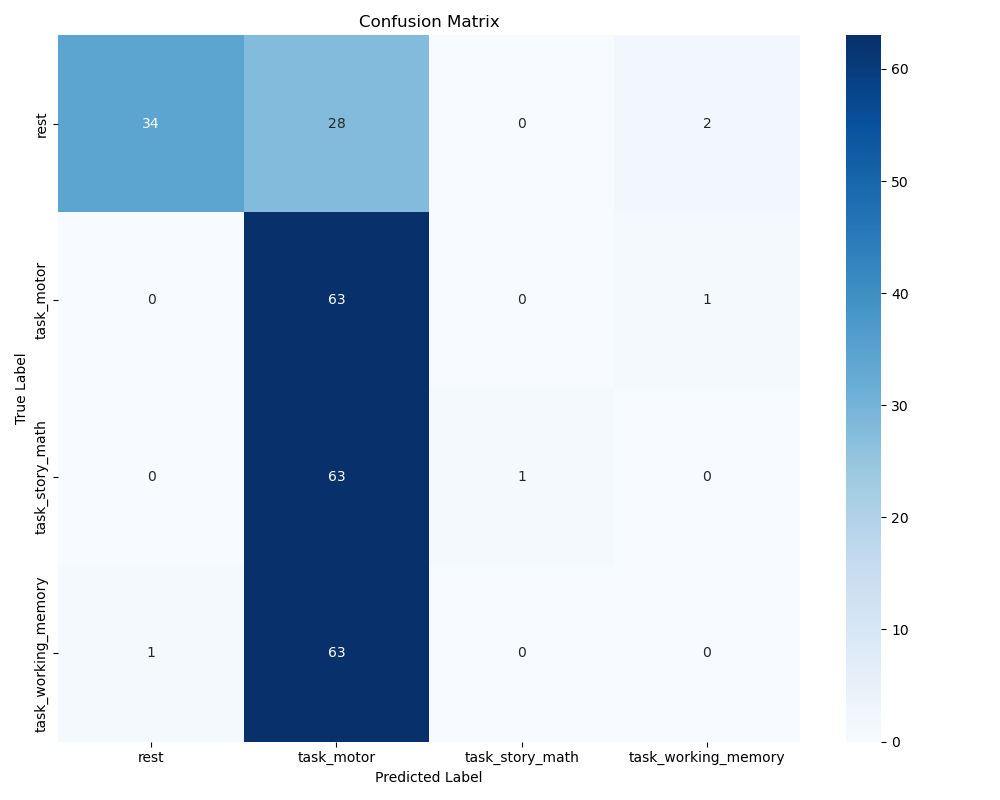 Confusion Matrix
True Label
rest
34 28 0 2
task_motor
0 63 0 1
task_story_math
0 63 1 0
task_working_memory
1 63 0 0
rest task_motor task_story_math task_working_memory
Predicted Label
60
50
40
30
20
10
0